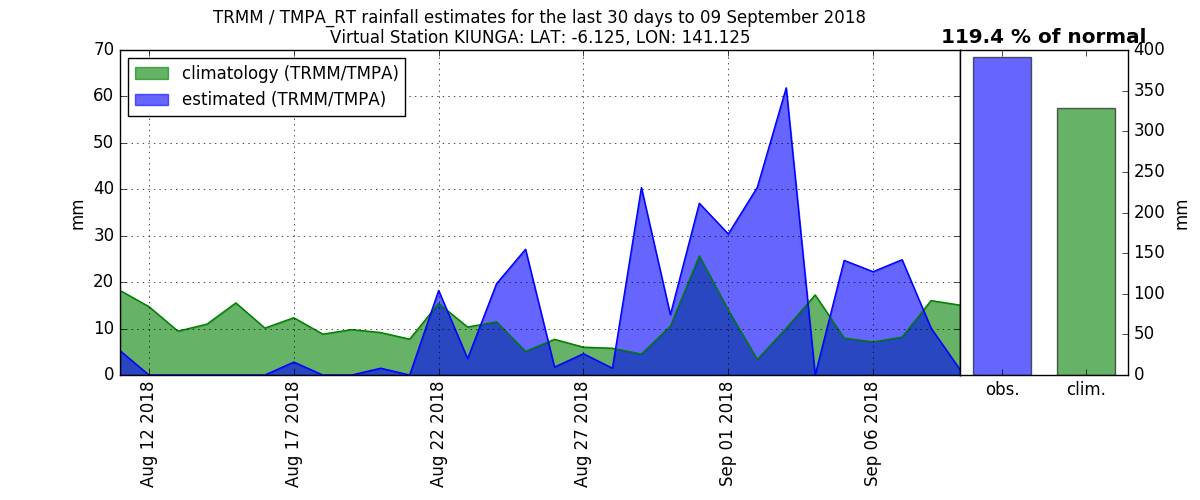 TRMM / TMPA_RT rainfall estimates for the last 30 days to 09 September 2018
Virtual Station KIUNGA: LAT: -6.125, LON: 141.125
119.4 % of normal
climatology (TRMM/TMPA)
estimated (TRMM/TMPA)
70
60
50
40
30
20
10
0
mm
Aug 12 2018
Aug 17 2018
Aug 22 2018
Aug 27 2018
Sep 01 2018
Sep 06 2018
obs.
clim.
400
350
300
250
200
150
100
50
0
mm